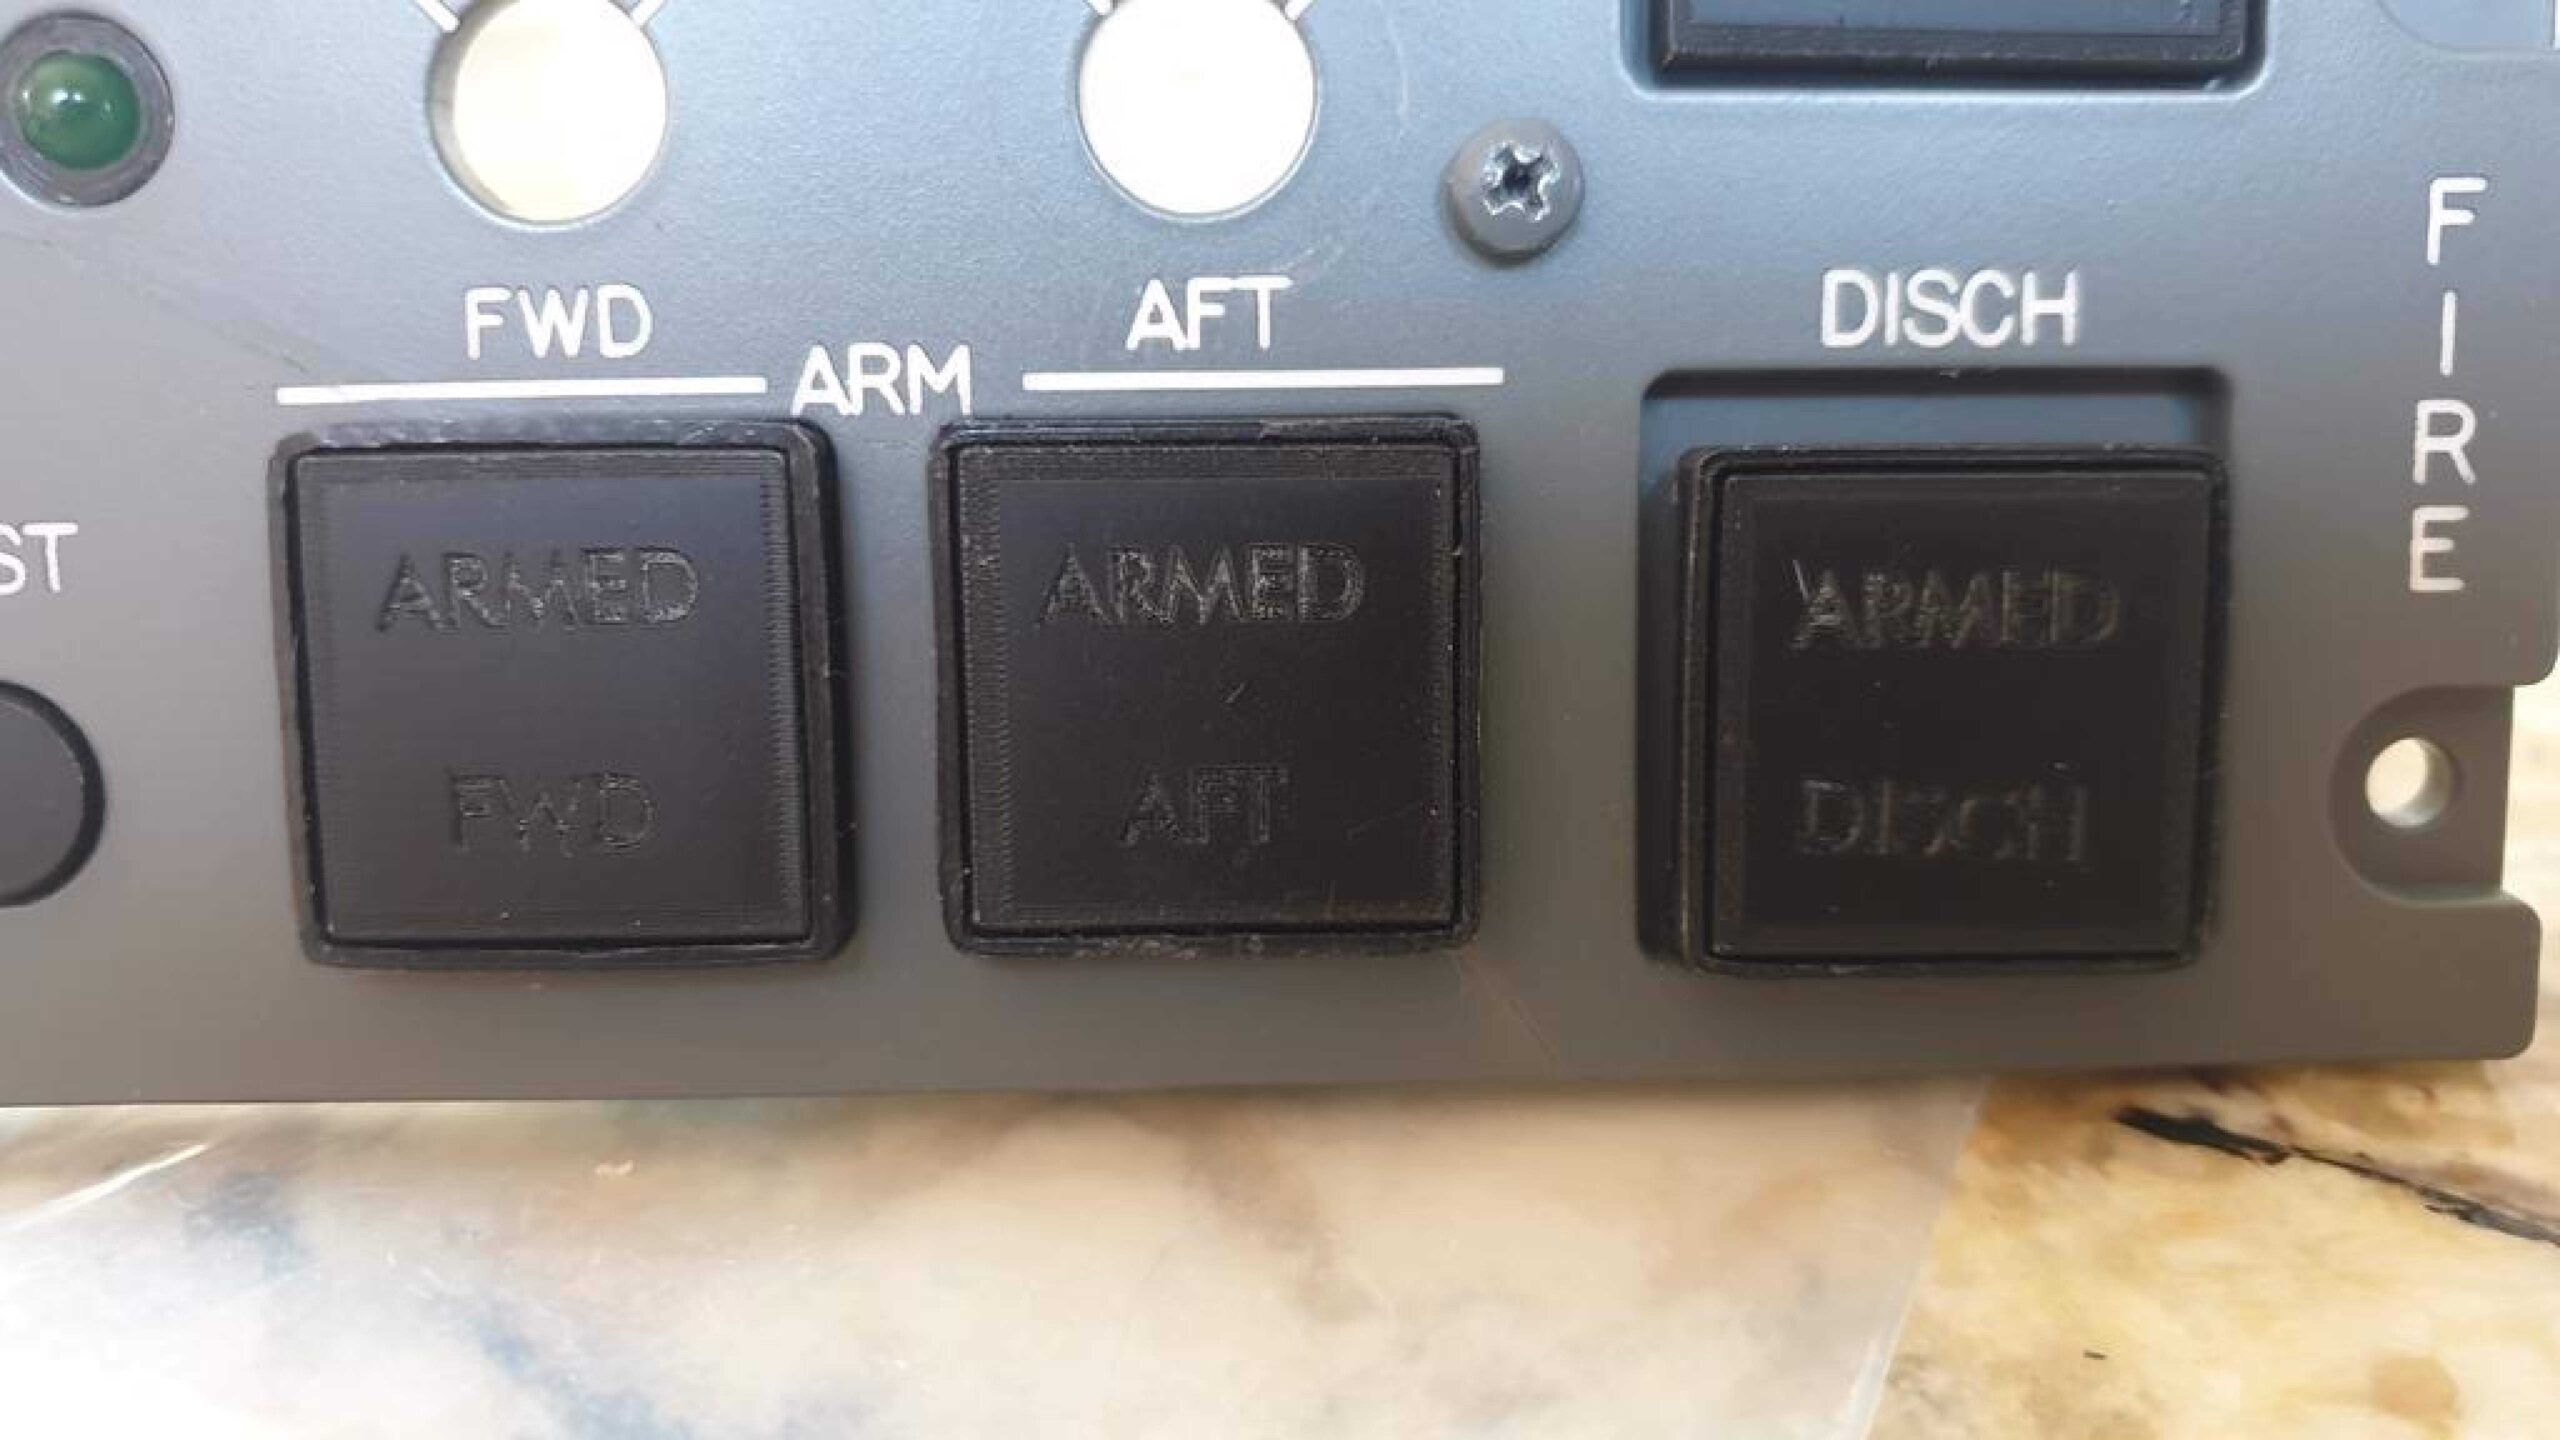 FWD
AFT
DISCH
ARM
ST
ARMED
FWD
ARMED
AFT
ARMED
DISCH
FIRE